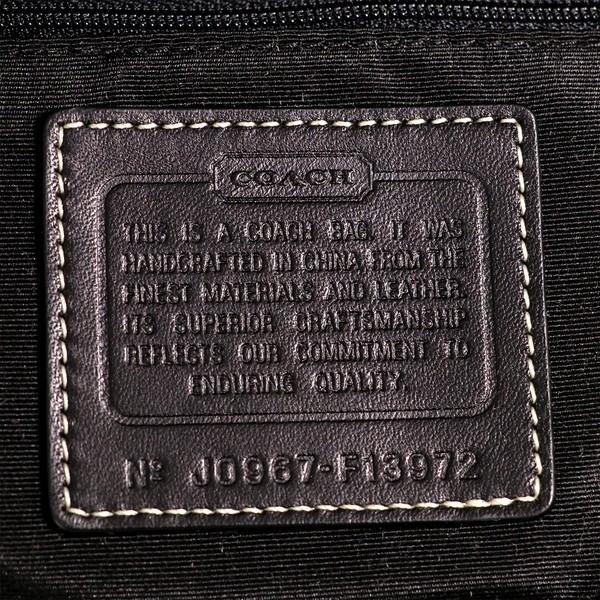 COACH
THIS IS A COACH BAG. IT WAS
HANDCRAFTED IN CHINA FROM THE
FINEST MATERIALS AND LEATHER.
ITS SUPERIOR CRAFTSMANSHIP
REFLECTS OUR COMMITMENT TO
ENDURING QUALITY.
Nº J0967-F13972